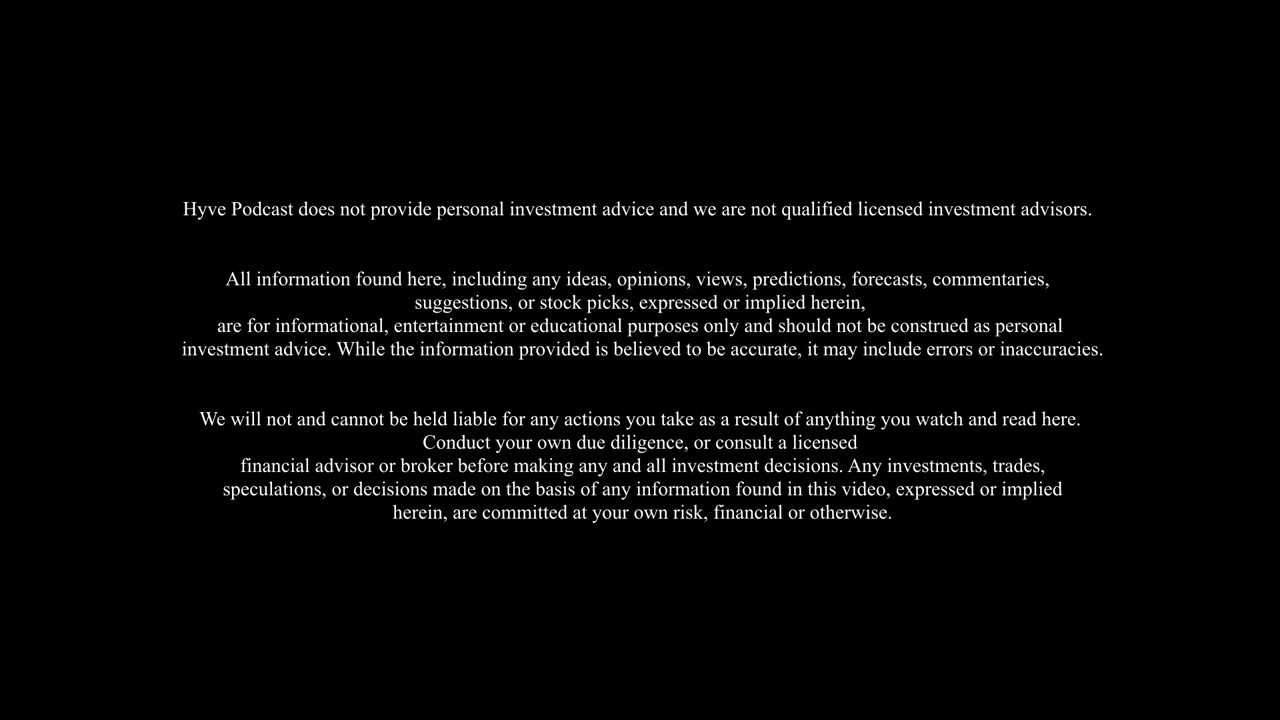 Hyve Podcast does not provide personal investment advice and we are not qualified licensed investment advisors.
All information found here, including any ideas, opinions, views, predictions, forecasts, commentaries,
suggestions, or stock picks, expressed or implied herein,
are for informational, entertainment or educational purposes only and should not be construed as personal
investment advice. While the information provided is believed to be accurate, it may include errors or inaccuracies.
We will not and cannot be held liable for any actions you take as a result of anything you watch and read here.
Conduct your own due diligence, or consult a licensed
financial advisor or broker before making any and all investment decisions. Any investments, trades,
speculations, or decisions made on the basis of any information found in this video, expressed or implied
herein, are committed at your own risk, financial or otherwise.